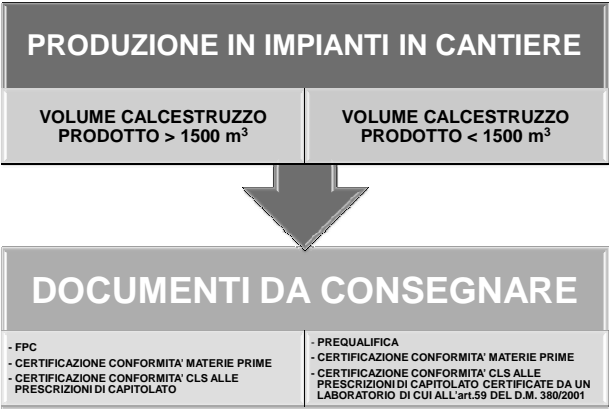 PRODUZIONE IN IMPIANTI IN CANTIERE
VOLUME CALCESTRUZZO
PRODOTTO > 1500 m³
VOLUME CALCESTRUZZO
PRODOTTO < 1500 m³
DOCUMENTI DA CONSEGNARE
- FPC
- CERTIFICAZIONE CONFORMITA' MATERIE PRIME
- CERTIFICAZIONE CONFORMITA' CLS ALLE
PRESCRIZIONI DI CAPITOLATO
- PREQUALIFICA
- CERTIFICAZIONE CONFORMITA' MATERIE PRIME
- CERTIFICAZIONE CONFORMITA' CLS ALLE
PRESCRIZIONI DI CAPITOLATO CERTIFICATE DA UN
LABORATORIO DI CUI ALL'art.59 DEL D.M. 380/2001